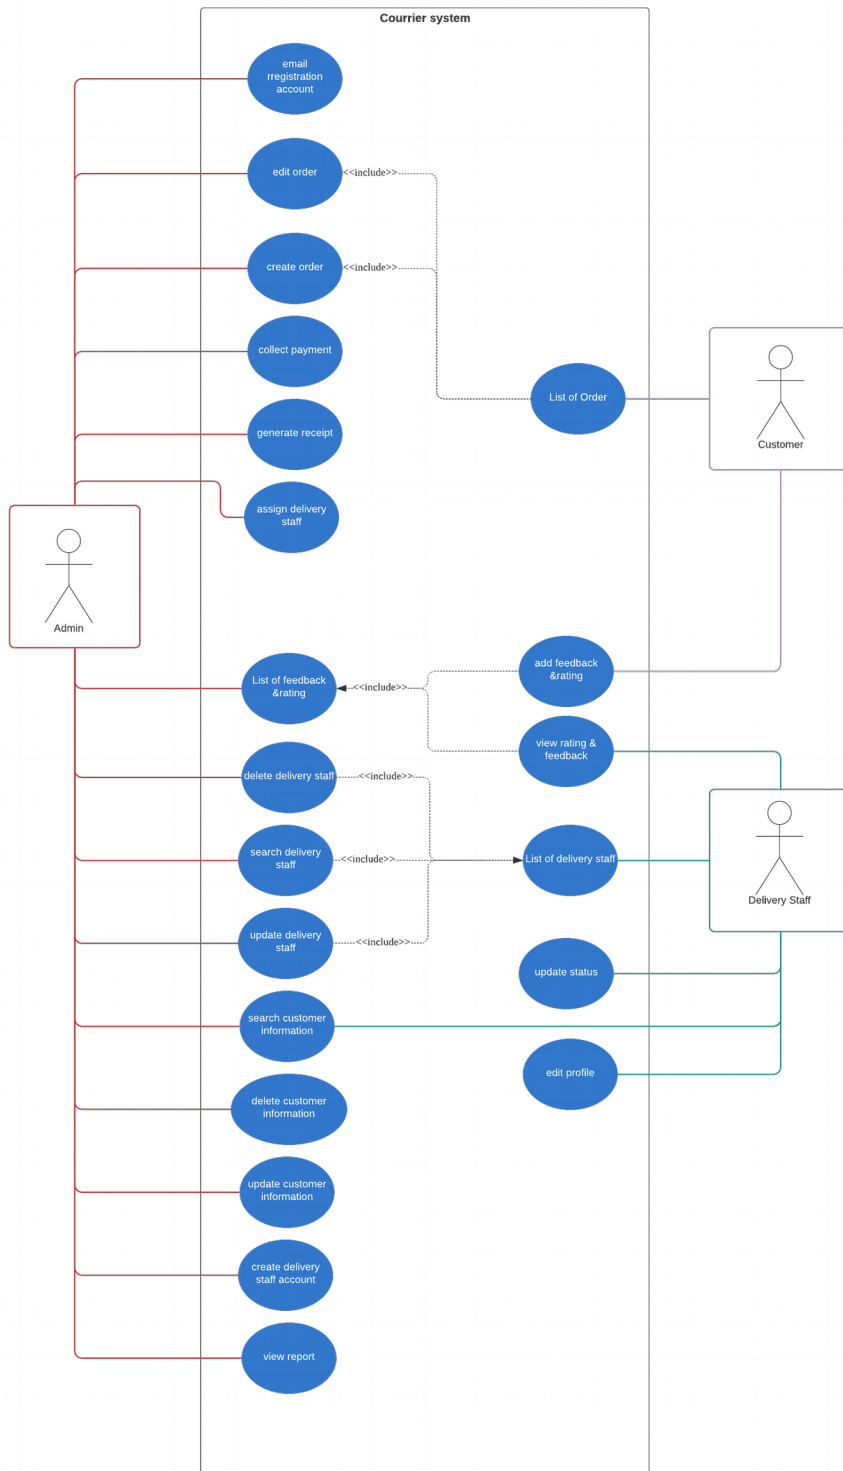 Courrier system
email
rregistration
account
edit order
<<include>>
create order
<<include>>
collect payment
List of Order
Customer
generate receipt
assign delivery
staff
Admin
List of feedback
&rating
<<include>>
add feedback
&rating
view rating &
feedback
delete delivery staff
<<include>>
search delivery
staff
<<include>>
List of delivery staff
Delivery Staff
update delivery
staff
<<include>>
update status
search customer
information
edit profile
delete customer
information
update customer
information
create delivery
staff account
view report